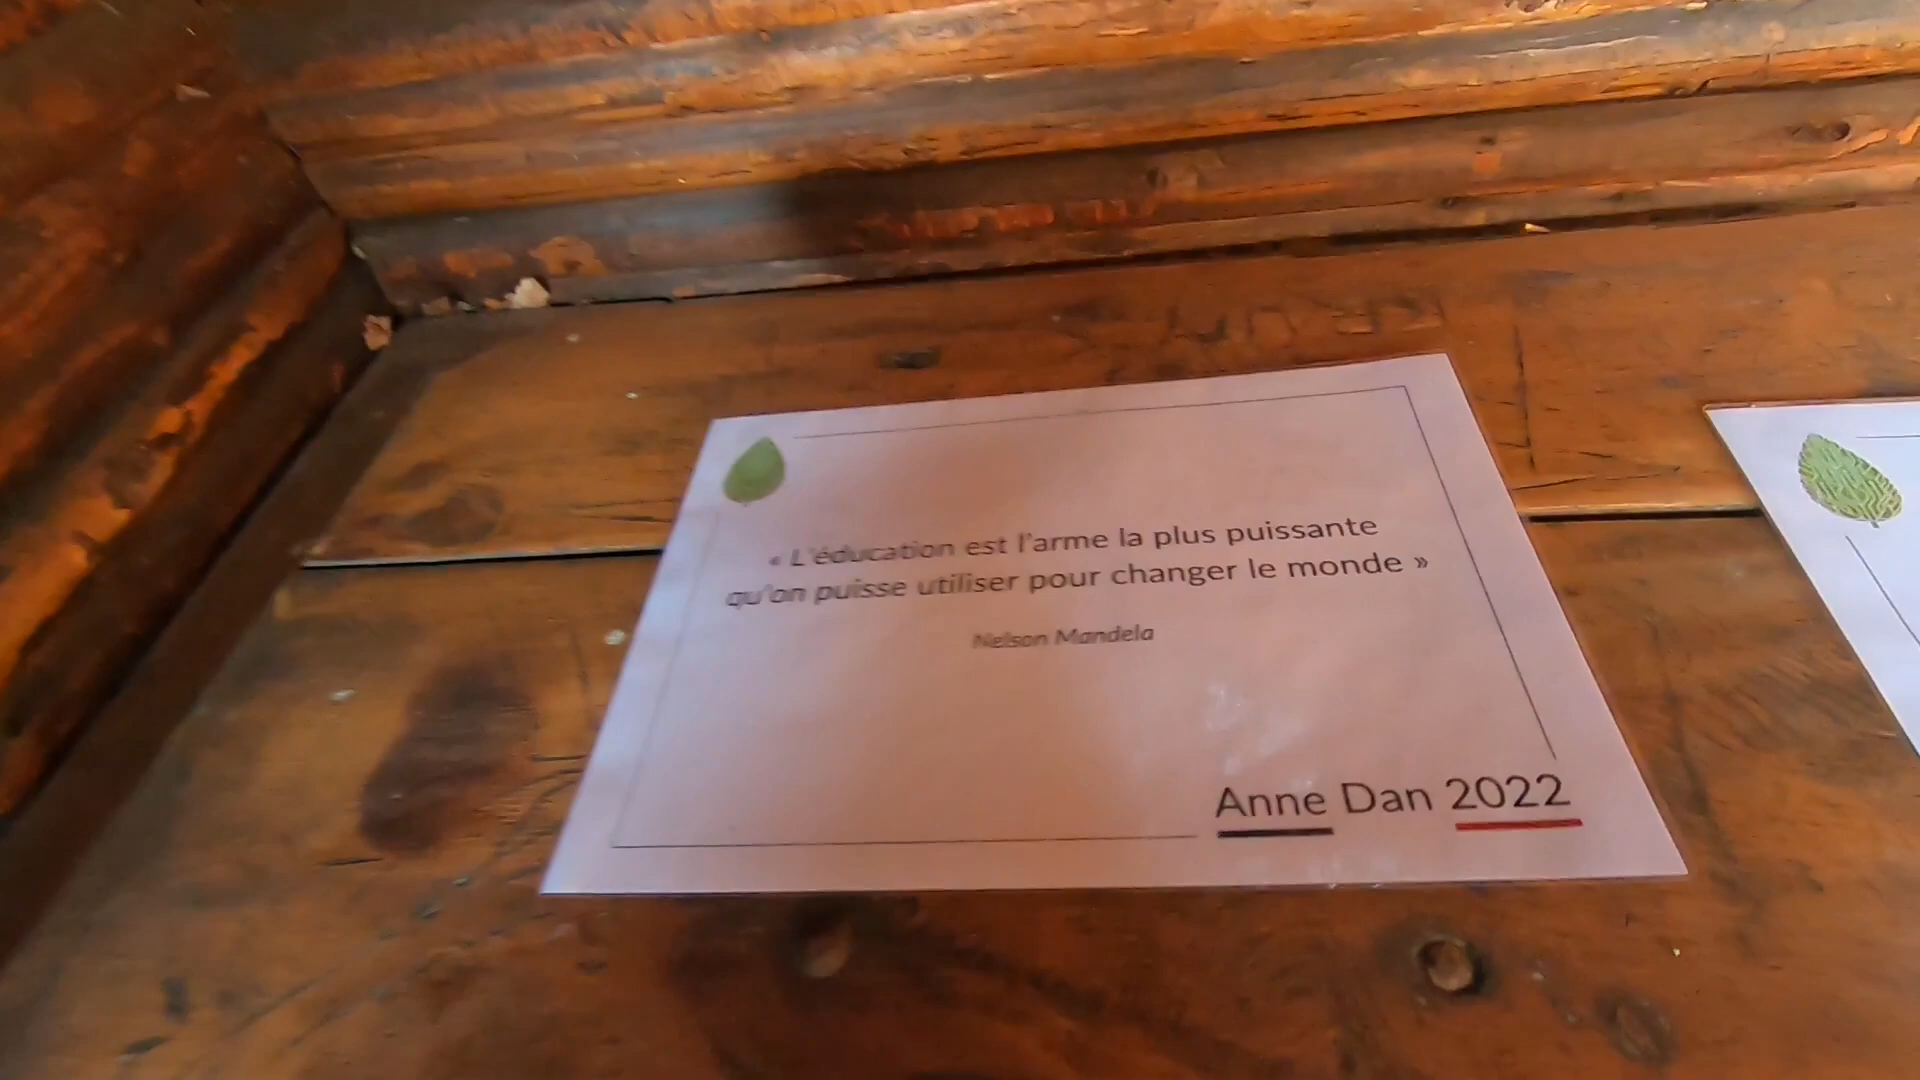 « L'éducation est l'arme la plus puissante
qu'on puisse utiliser pour changer le monde »
Nelson Mandela
Anne Dan 2022